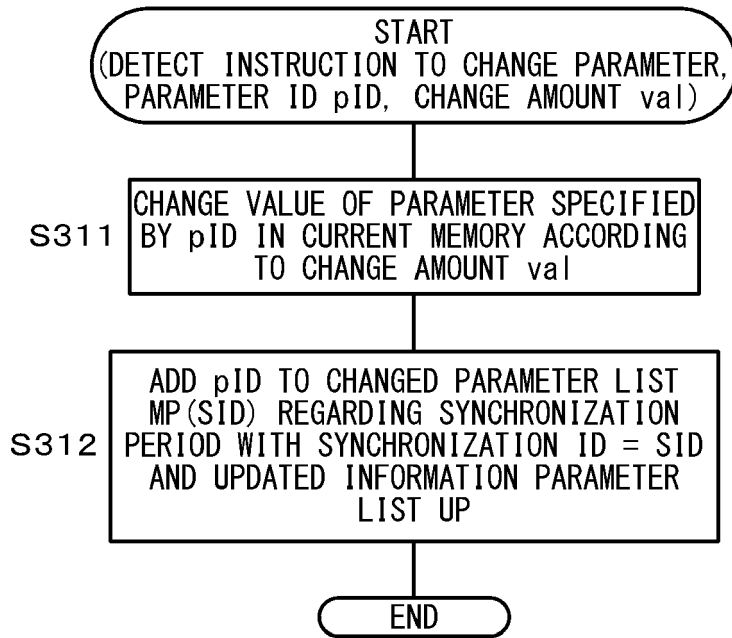 START
(DETECT INSTRUCTION TO CHANGE PARAMETER,
PARAMETER ID pID, CHANGE AMOUNT val)
S311
CHANGE VALUE OF PARAMETER SPECIFIED
BY pID IN CURRENT MEMORY ACCORDING
TO CHANGE AMOUNT val
S312
ADD pID TO CHANGED PARAMETER LIST
MP(SID) REGARDING SYNCHRONIZATION
PERIOD WITH SYNCHRONIZATION ID = SID
AND UPDATED INFORMATION PARAMETER
LIST UP
END